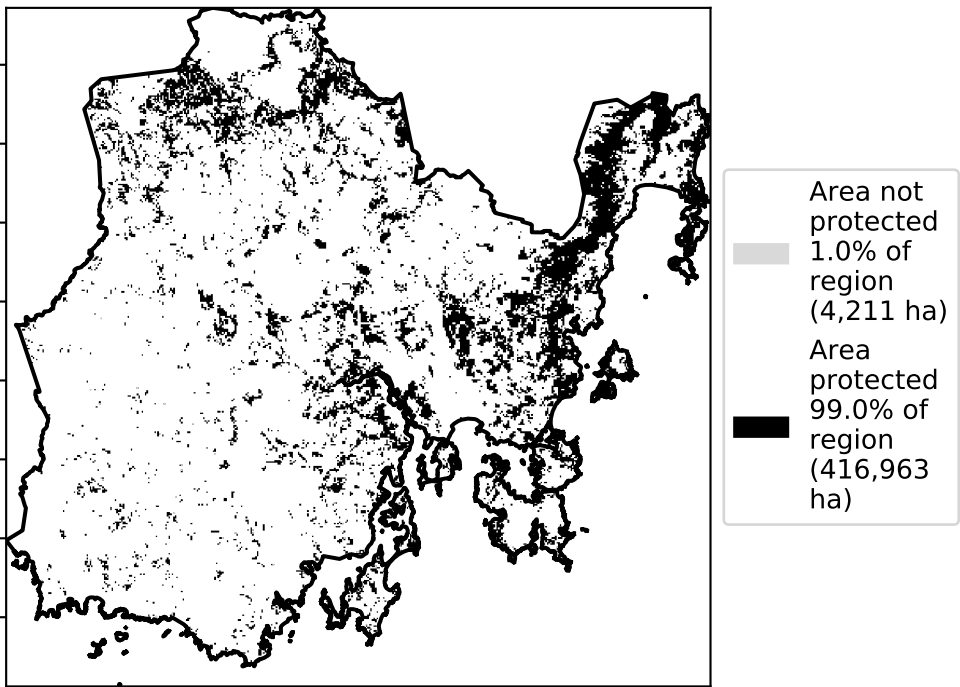 Area not
protected
1.0% of
region
(4,211 ha)
Area
protected
99.0% of
region
(416,963
ha)